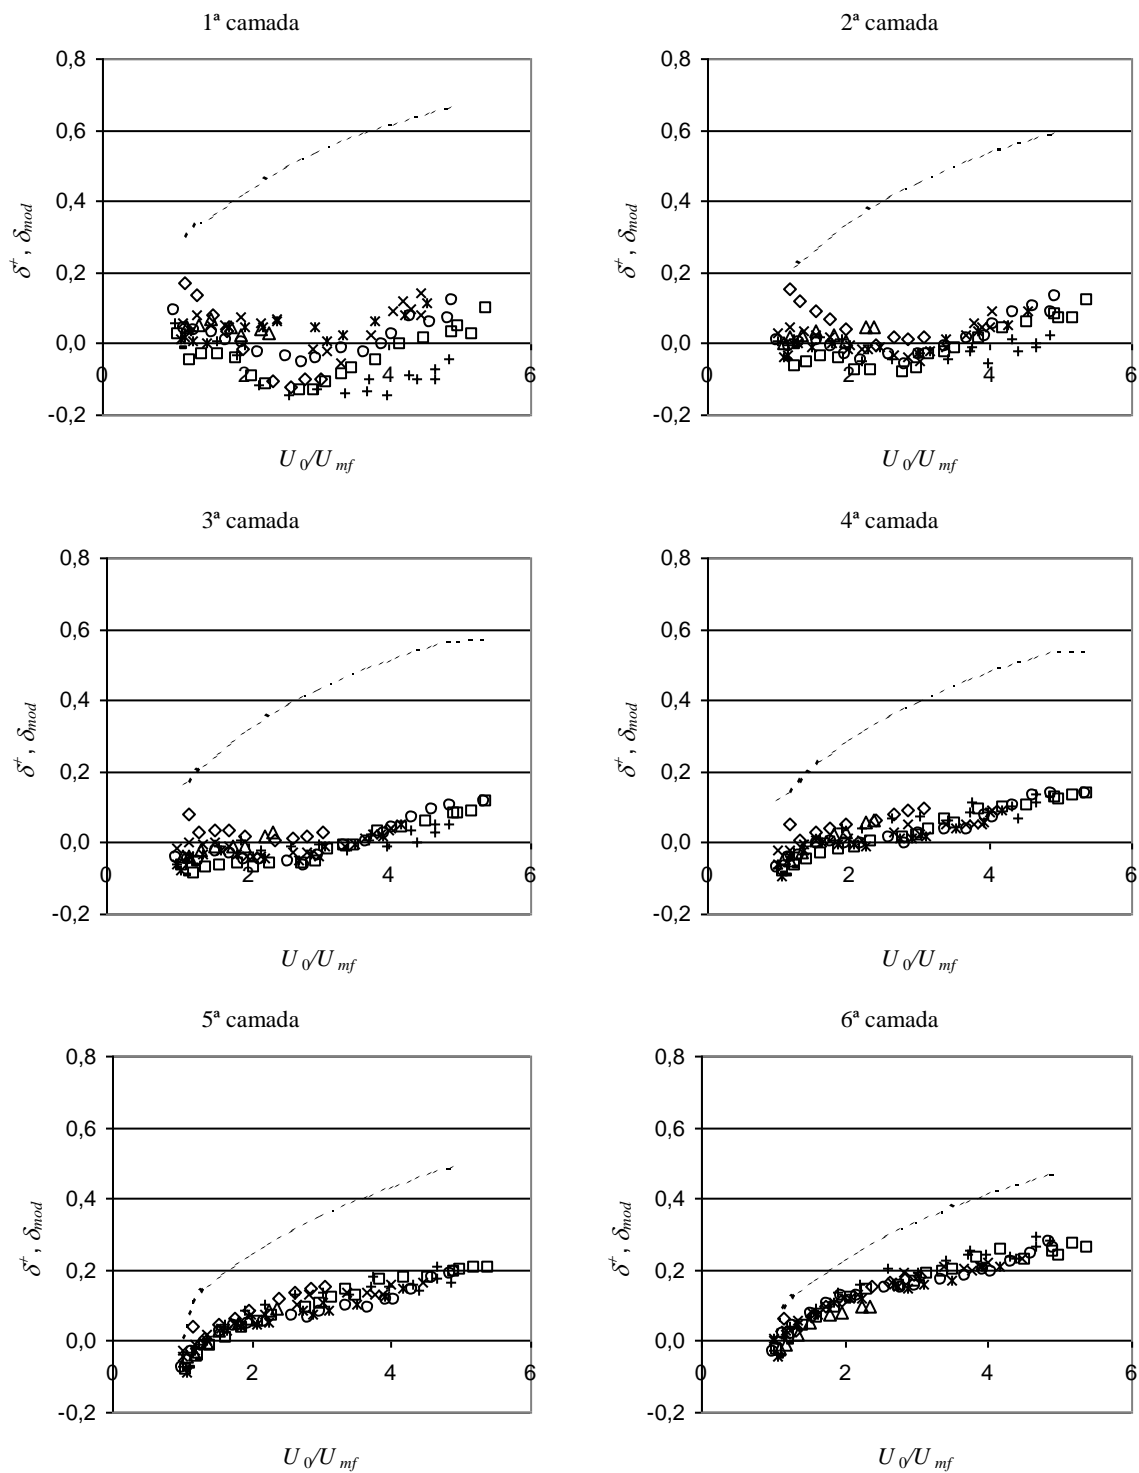 1ª camada
0,8
0,6
0,4
0,2
0,0
-0,2
0 2 4 6
δ⁺, δmod
U0/Umf
2ª camada
0,8
0,6
0,4
0,2
0,0
-0,2
0 2 4 6
δ⁺, δmod
U0/Umf
3ª camada
0,8
0,6
0,4
0,2
0,0
-0,2
0 2 4 6
δ⁺, δmod
U0/Umf
4ª camada
0,8
0,6
0,4
0,2
0,0
-0,2
0 2 4 6
δ⁺, δmod
U0/Umf
5ª camada
0,8
0,6
0,4
0,2
0,0
-0,2
0 2 4 6
δ⁺, δmod
U0/Umf
6ª camada
0,8
0,6
0,4
0,2
0,0
-0,2
0 2 4 6
δ⁺, δmod
U0/Umf